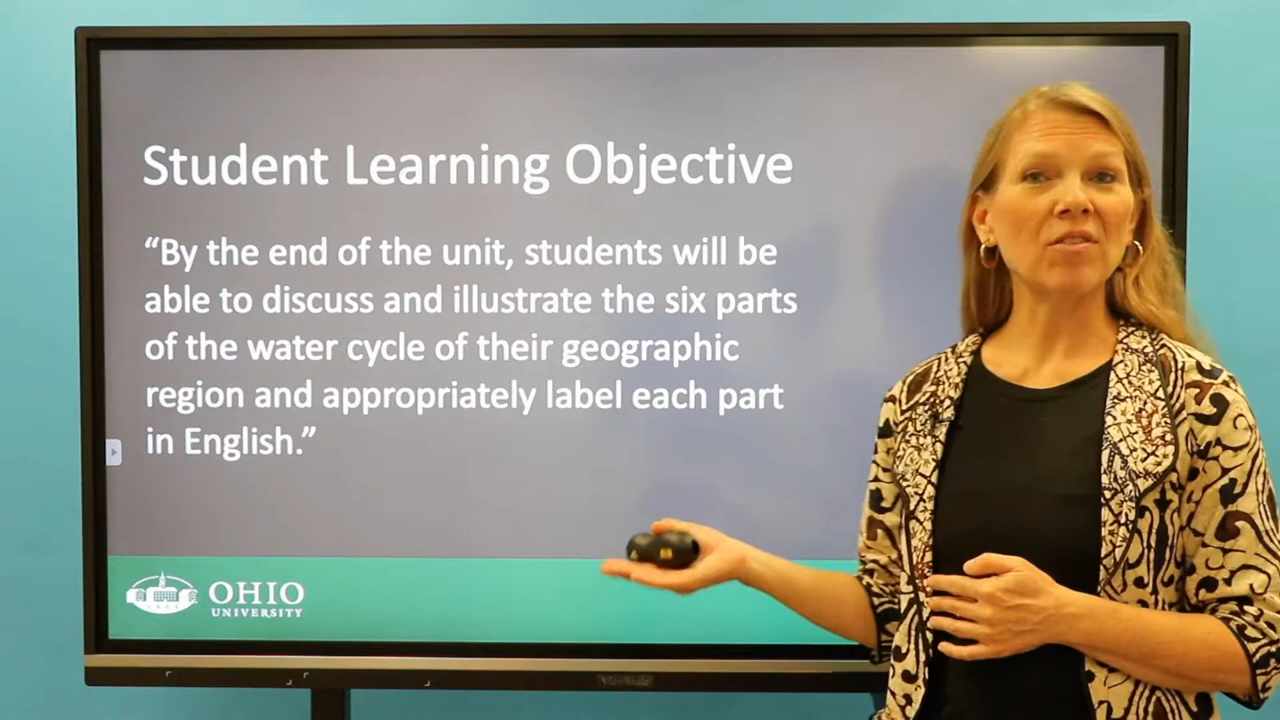 Student Learning Objective
“By the end of the unit, students will be
able to discuss and illustrate the six parts
of the water cycle of their geographic
region and appropriately label each part
in English.”
OHIO
UNIVERSITY